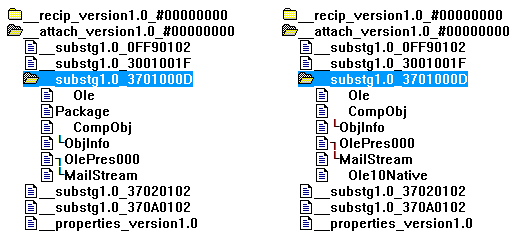 __recip_version1.0_#00000000
__attach_version1.0_#00000000
__substg1.0_0FF90102
__substg1.0_3001001F
__substg1.0_3701000D
Ole
Package
CompObj
└ObjInfo
┐OlePres000
└MailStream
__substg1.0_37020102
__substg1.0_370A0102
__properties_version1.0
__recip_version1.0_#00000000
__attach_version1.0_#00000000
__substg1.0_0FF90102
__substg1.0_3001001F
__substg1.0_3701000D
Ole
CompObj
└ObjInfo
┐OlePres000
└MailStream
Ole10Native
__substg1.0_37020102
__substg1.0_370A0102
__properties_version1.0